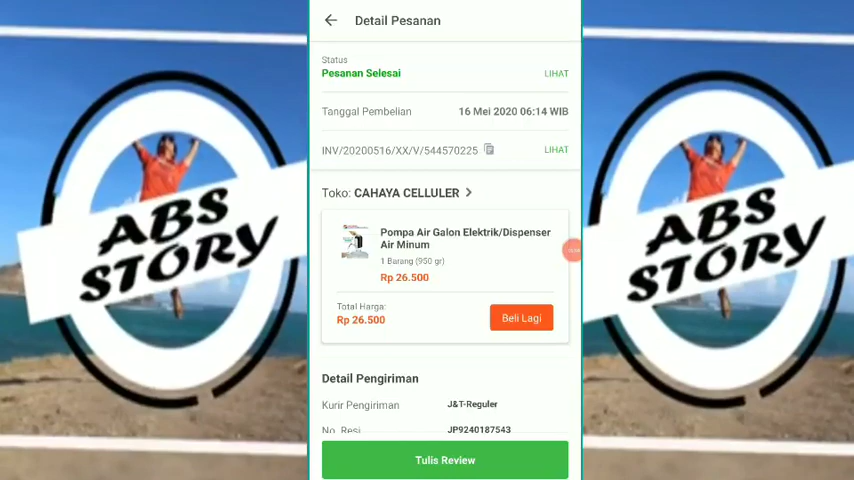 Detail Pesanan
Status
Pesanan Selesai
LIHAT
Tanggal Pembelian
16 Mei 2020 06:14 WIB
INV/20200516/XX/V/544570225
LIHAT
Toko: CAHAYA CELLULER
Pompa Air Galon Elektrik/Dispenser
Air Minum
1 Barang (950 gr)
Rp 26.500
Total Harga:
Rp 26.500
Beli Lagi
Detail Pengiriman
Kurir Pengiriman
J&T-Reguler
No. Resi
JP9240187543
Tulis Review
ABS
STORY
ABS
STORY